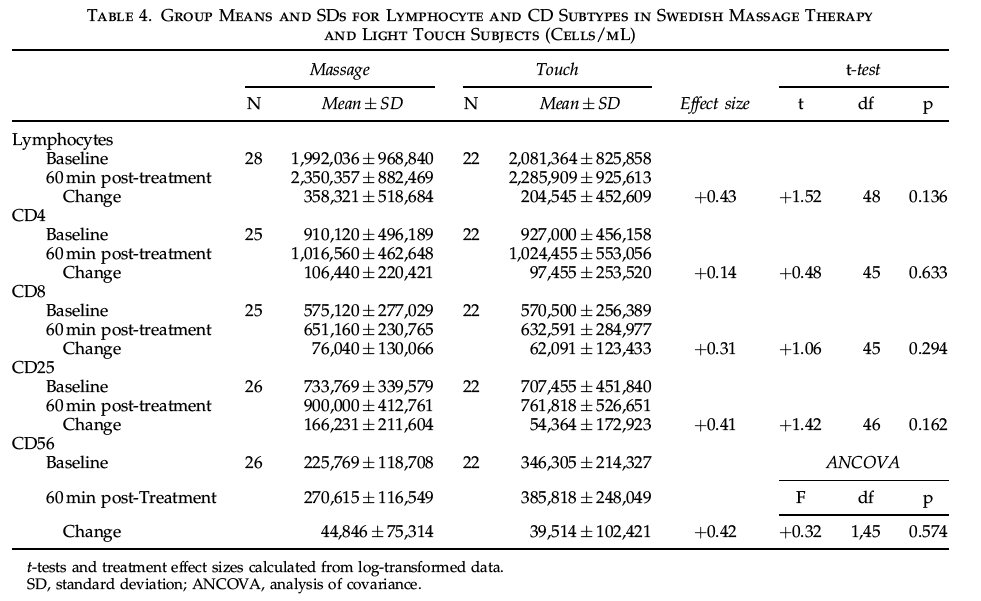 TABLE 4. GROUP MEANS AND SDS FOR LYMPHOCYTE AND CD SUBTYPES IN SWEDISH MASSAGE THERAPY
AND LIGHT TOUCH SUBJECTS (CELLS/ML)
Massage Touch t-test
N Mean ± SD N Mean ± SD Effect size t df p
Lymphocytes
Baseline 28 1,992,036 ± 968,840 22 2,081,364 ± 825,858
60 min post-treatment 2,350,357 ± 882,469 2,285,909 ± 925,613
Change 358,321 ± 518,684 204,545 ± 452,609 +0.43 +1.52 48 0.136
CD4
Baseline 25 910,120 ± 496,189 22 927,000 ± 456,158
60 min post-treatment 1,016,560 ± 462,648 1,024,455 ± 553,056
Change 106,440 ± 220,421 97,455 ± 253,520 +0.14 +0.48 45 0.633
CD8
Baseline 25 575,120 ± 277,029 22 570,500 ± 256,389
60 min post-treatment 651,160 ± 230,765 632,591 ± 284,977
Change 76,040 ± 130,066 62,091 ± 123,433 +0.31 +1.06 45 0.294
CD25
Baseline 26 733,769 ± 339,579 22 707,455 ± 451,840
60 min post-treatment 900,000 ± 412,761 761,818 ± 526,651
Change 166,231 ± 211,604 54,364 ± 172,923 +0.41 +1.42 46 0.162
CD56
Baseline 26 225,769 ± 118,708 22 346,305 ± 214,327 ANCOVA
60 min post-Treatment 270,615 ± 116,549 385,818 ± 248,049 F df p
Change 44,846 ± 75,314 39,514 ± 102,421 +0.42 +0.32 1,45 0.574
t-tests and treatment effect sizes calculated from log-transformed data.
SD, standard deviation; ANCOVA, analysis of covariance.